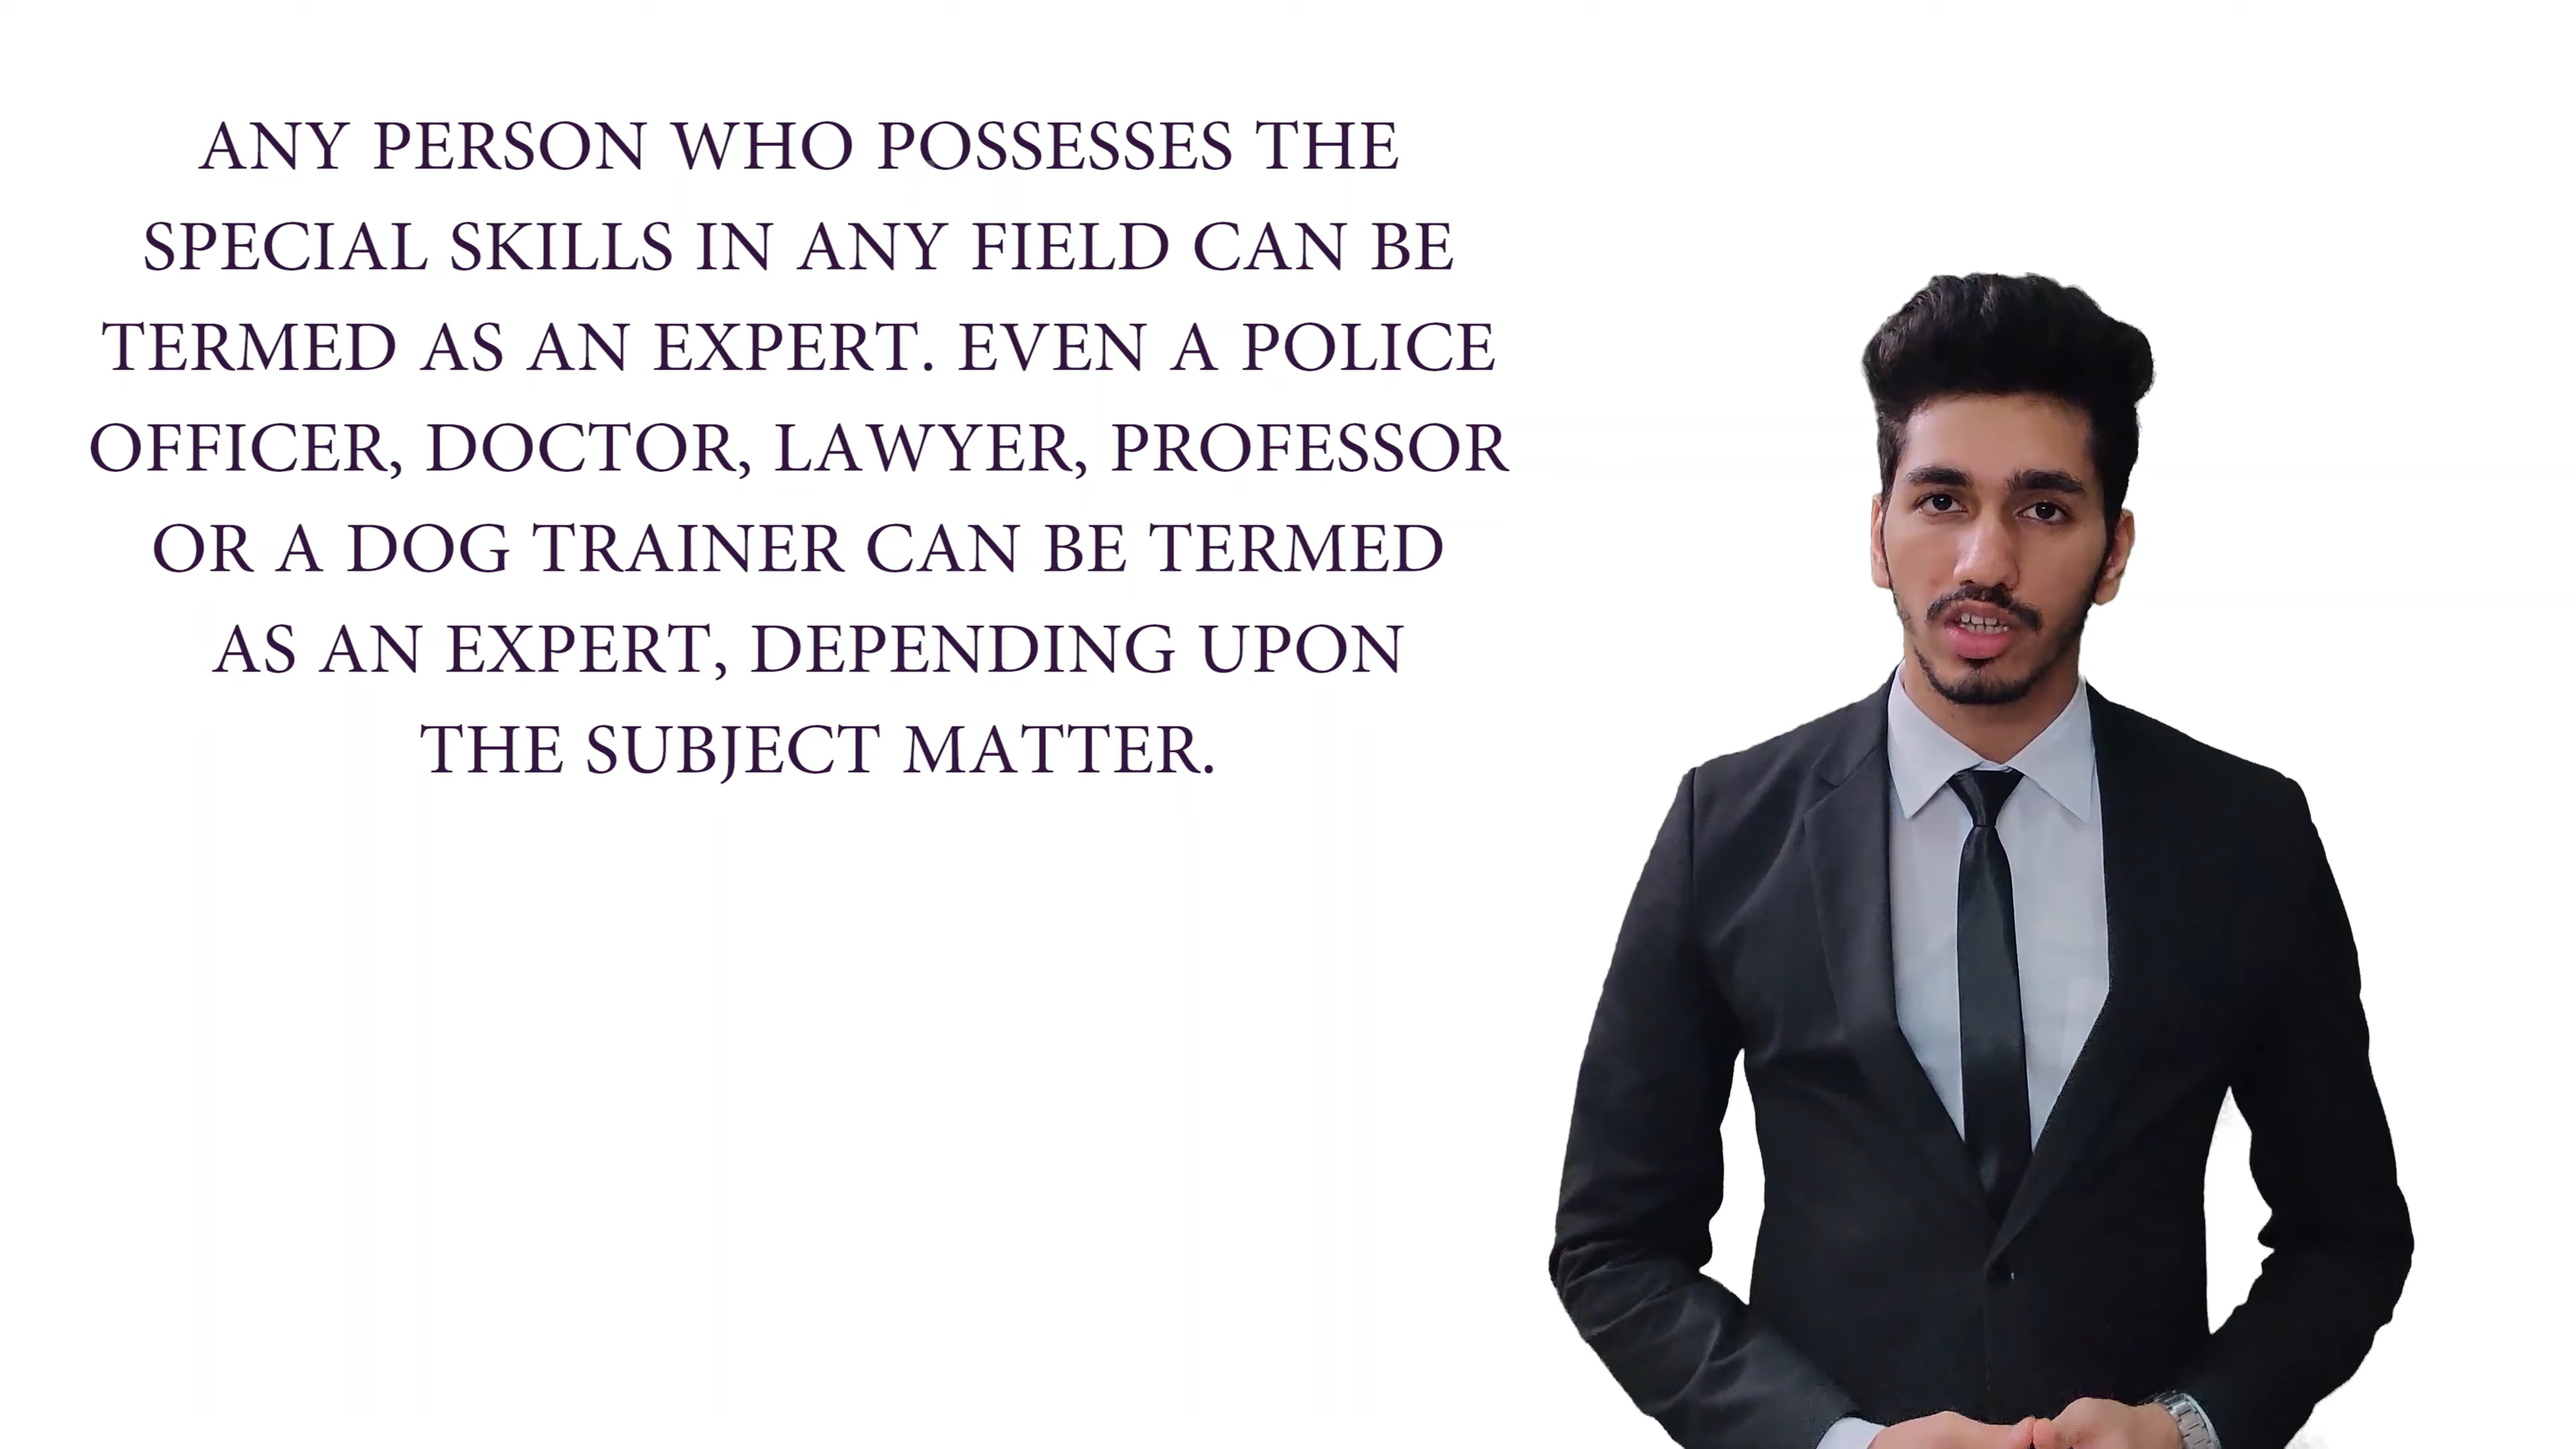 ANY PERSON WHO POSSESSES THE
SPECIAL SKILLS IN ANY FIELD CAN BE
TERMED AS AN EXPERT. EVEN A POLICE
OFFICER, DOCTOR, LAWYER, PROFESSOR
OR A DOG TRAINER CAN BE TERMED
AS AN EXPERT, DEPENDING UPON
THE SUBJECT MATTER.